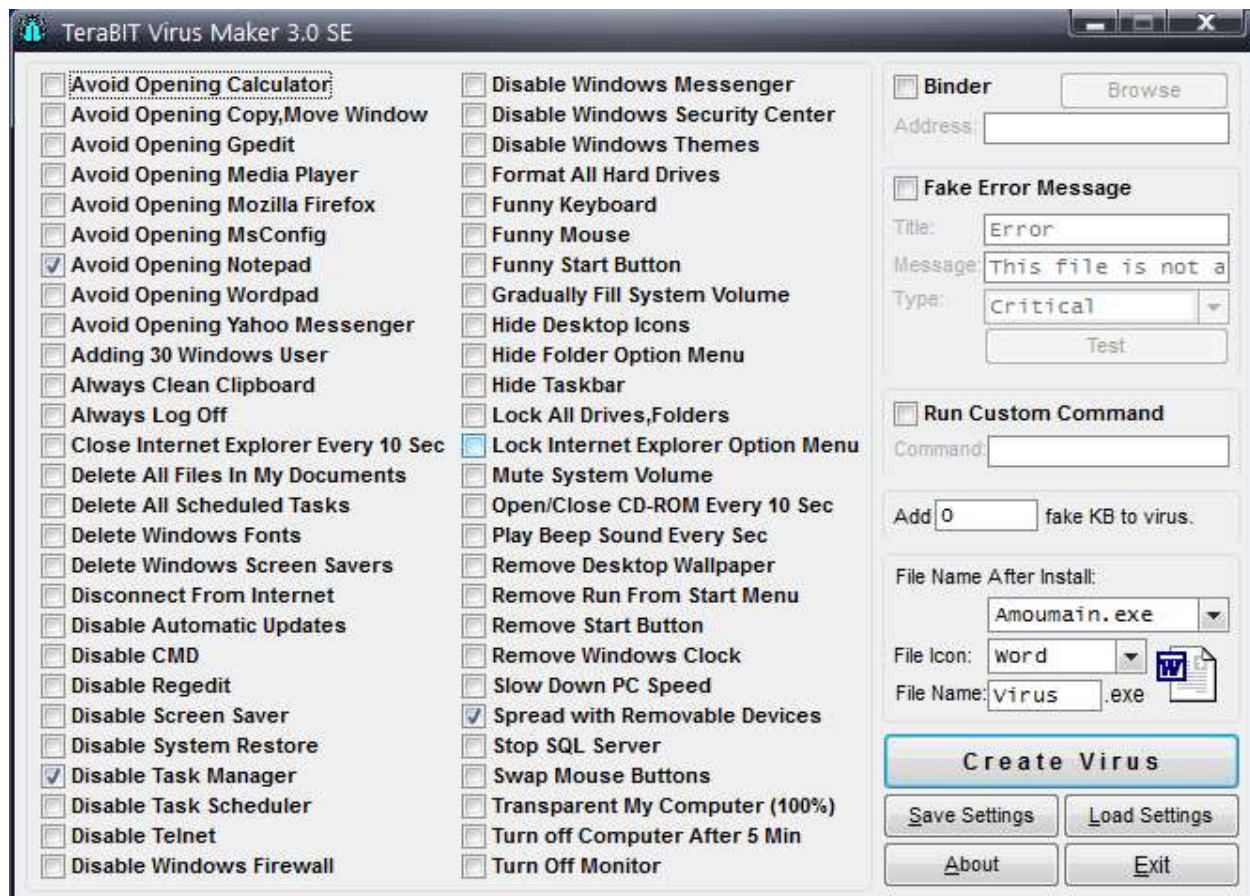 TeraBIT Virus Maker 3.0 SE
Avoid Opening Calculator
Avoid Opening Copy,Move Window
Avoid Opening Gpedit
Avoid Opening Media Player
Avoid Opening Mozilla Firefox
Avoid Opening MsConfig
Avoid Opening Notepad
Avoid Opening Wordpad
Avoid Opening Yahoo Messenger
Adding 30 Windows User
Always Clean Clipboard
Always Log Off
Close Internet Explorer Every 10 Sec
Delete All Files In My Documents
Delete All Scheduled Tasks
Delete Windows Fonts
Delete Windows Screen Savers
Disconnect From Internet
Disable Automatic Updates
Disable CMD
Disable Regedit
Disable Screen Saver
Disable System Restore
Disable Task Manager
Disable Task Scheduler
Disable Telnet
Disable Windows Firewall
Disable Windows Messenger
Disable Windows Security Center
Disable Windows Themes
Format All Hard Drives
Funny Keyboard
Funny Mouse
Funny Start Button
Gradually Fill System Volume
Hide Desktop Icons
Hide Folder Option Menu
Hide Taskbar
Lock All Drives,Folders
Lock Internet Explorer Option Menu
Mute System Volume
Open/Close CD-ROM Every 10 Sec
Play Beep Sound Every Sec
Remove Desktop Wallpaper
Remove Run From Start Menu
Remove Start Button
Remove Windows Clock
Slow Down PC Speed
Spread with Removable Devices
Stop SQL Server
Swap Mouse Buttons
Transparent My Computer (100%)
Turn off Computer After 5 Min
Turn Off Monitor
Binder Browse
Address:
Fake Error Message
Title: Error
Message: This file is not a
Type: Critical
Test
Run Custom Command
Command:
Add 0 fake KB to virus.
File Name After Install:
Amoumain.exe
File Icon: Word W
File Name: Virus .exe
Create Virus
Save Settings Load Settings
About Exit